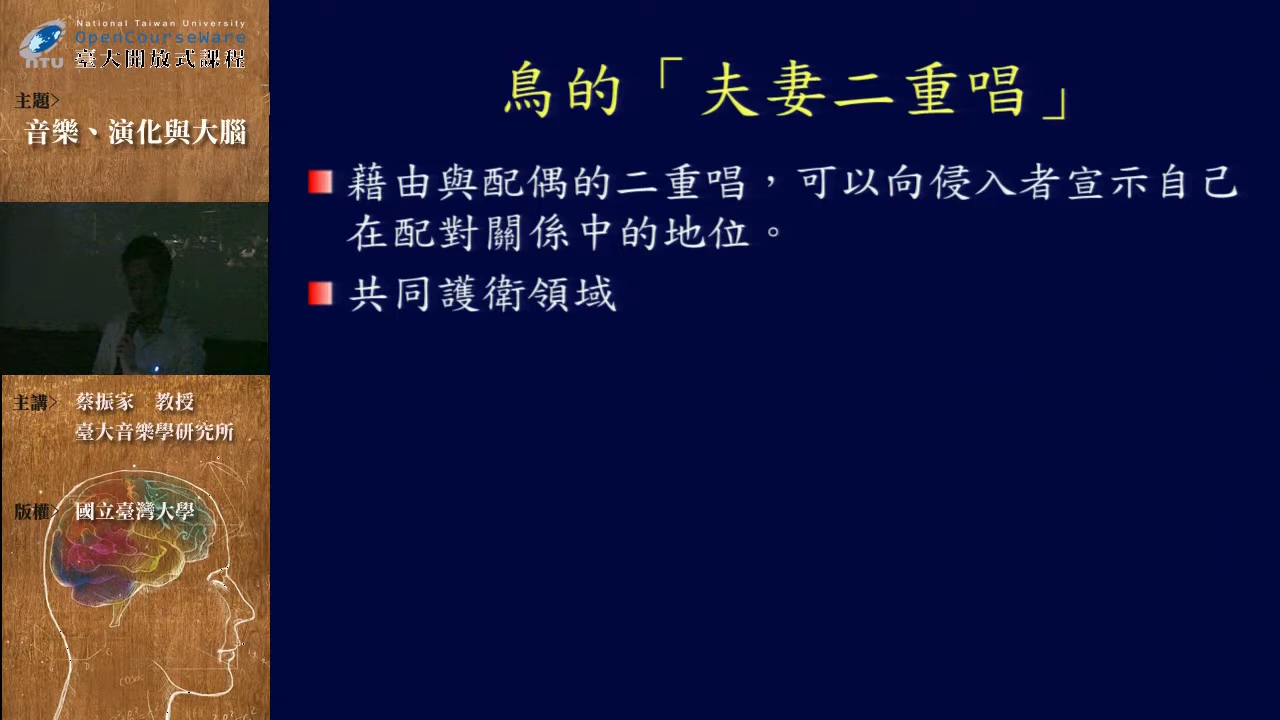 National Taiwan University
OpenCourseWare
NTU
臺大開放式課程
主題>
音樂、演化與大腦
主講> 蔡振家 教授
臺大音樂學研究所
版權> 國立臺灣大學
鳥的「夫妻二重唱」
藉由與配偶的二重唱，可以向侵入者宣示自己
在配對關係中的地位。
共同護衛領域